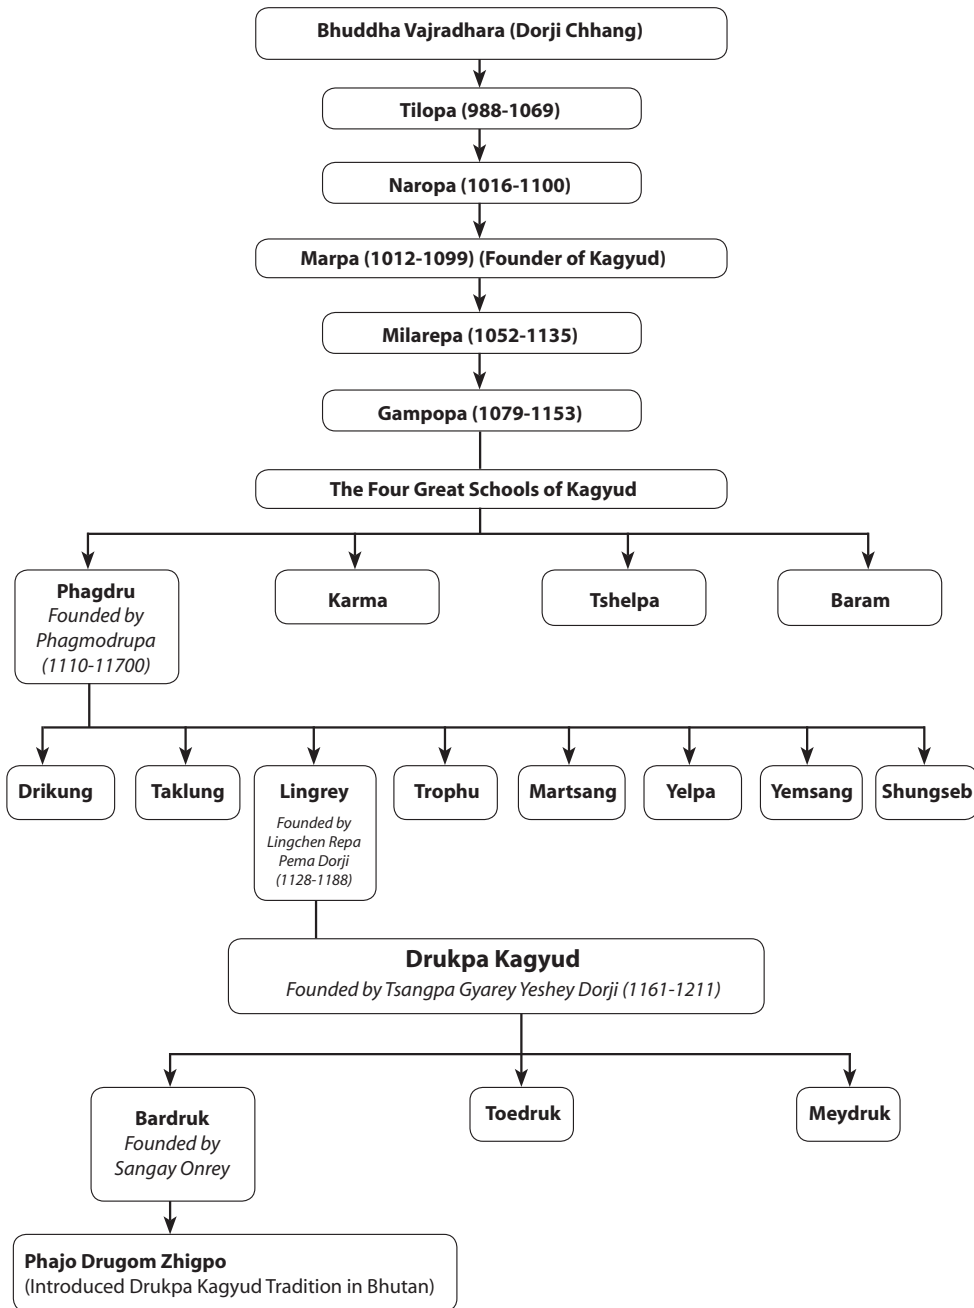 Bhuddha Vajradhara (Dorji Chhang)
Tilopa (988-1069)
Naropa (1016-1100)
Marpa (1012-1099) (Founder of Kagyud)
Milarepa (1052-1135)
Gampopa (1079-1153)
The Four Great Schools of Kagyud
Phagdru
Founded by
Phagmodrupa
(1110-11700)
Karma
Tshelpa
Baram
Drikung
Taklung
Lingrey
Founded by
Lingchen Repa
Pema Dorji
(1128-1188)
Trophu
Martsang
Yelpa
Yemsang
Shungseb
Drukpa Kagyud
Founded by Tsangpa Gyarey Yeshey Dorji (1161-1211)
Bardruk
Founded by
Sangay Onrey
Toedruk
Meydruk
Phajo Drugom Zhigpo
(Introduced Drukpa Kagyud Tradition in Bhutan)